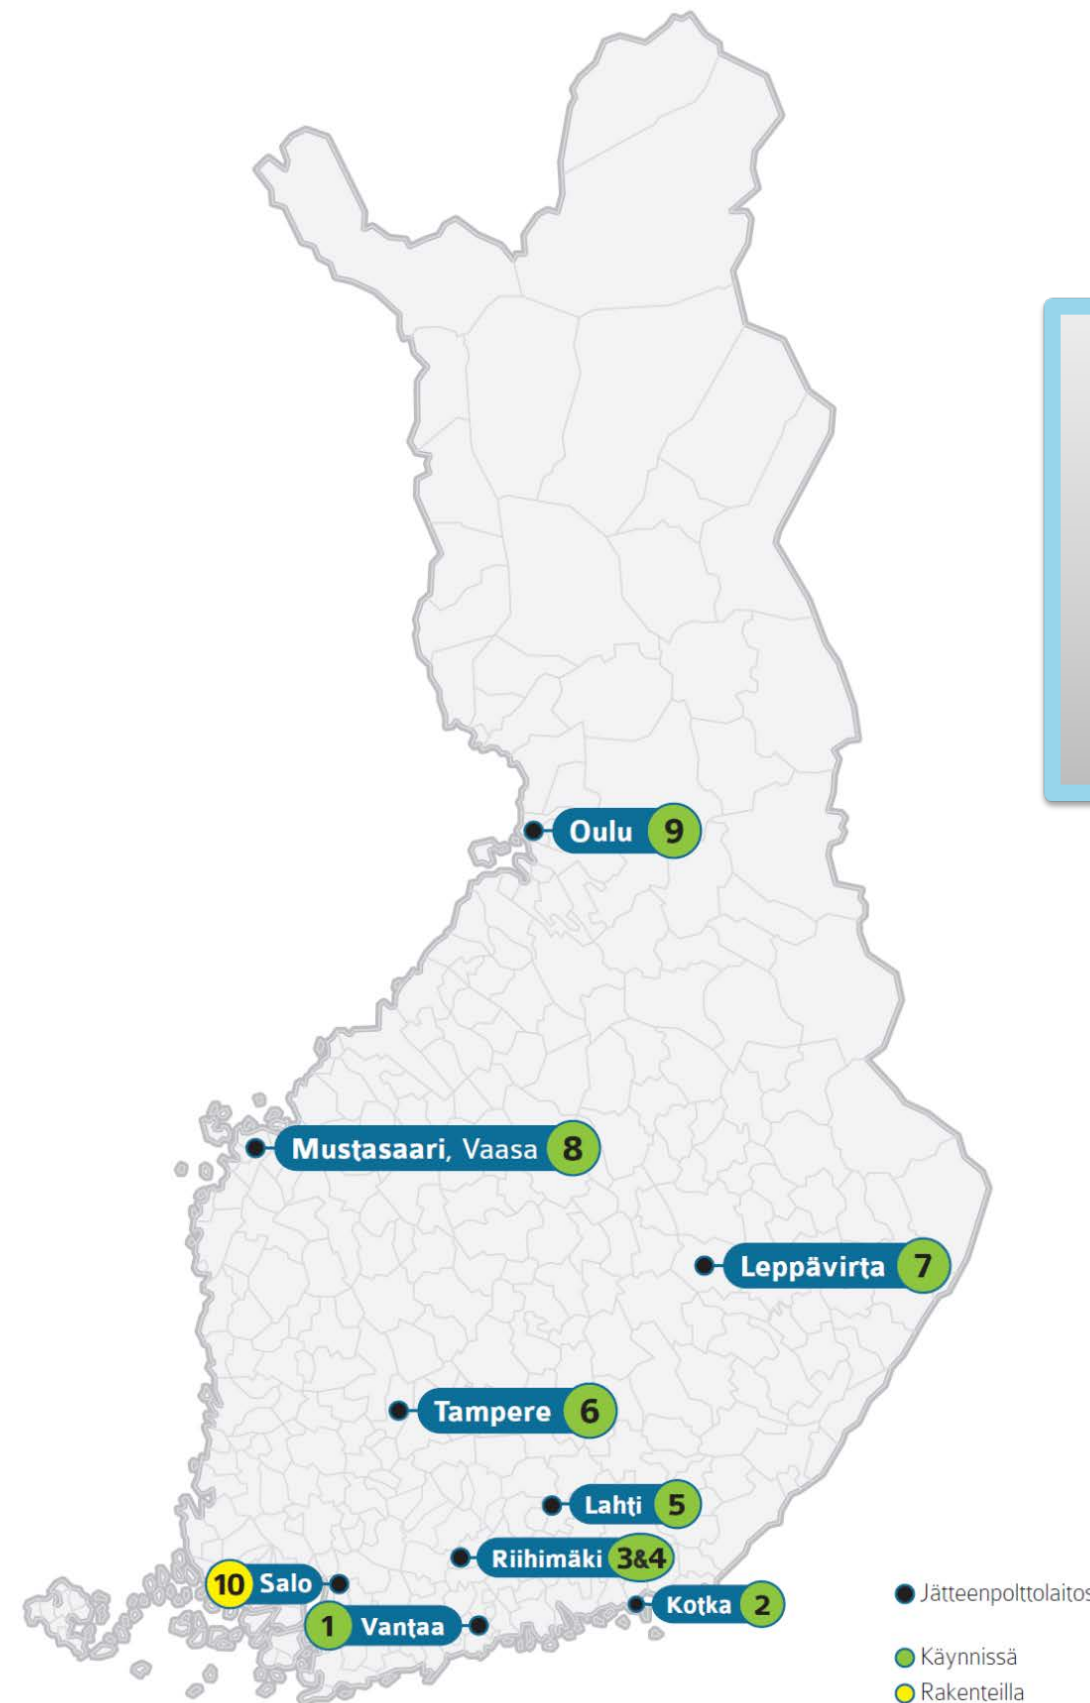 Oulu 9
Mustasaari, Vaasa 8
Leppävirta 7
Tampere 6
Lahti 5
Riihimäki 3&4
10 Salo
Kotka 2
1 Vantaa
Jätteenpolttolaitos
Käynnissä
Rakenteilla